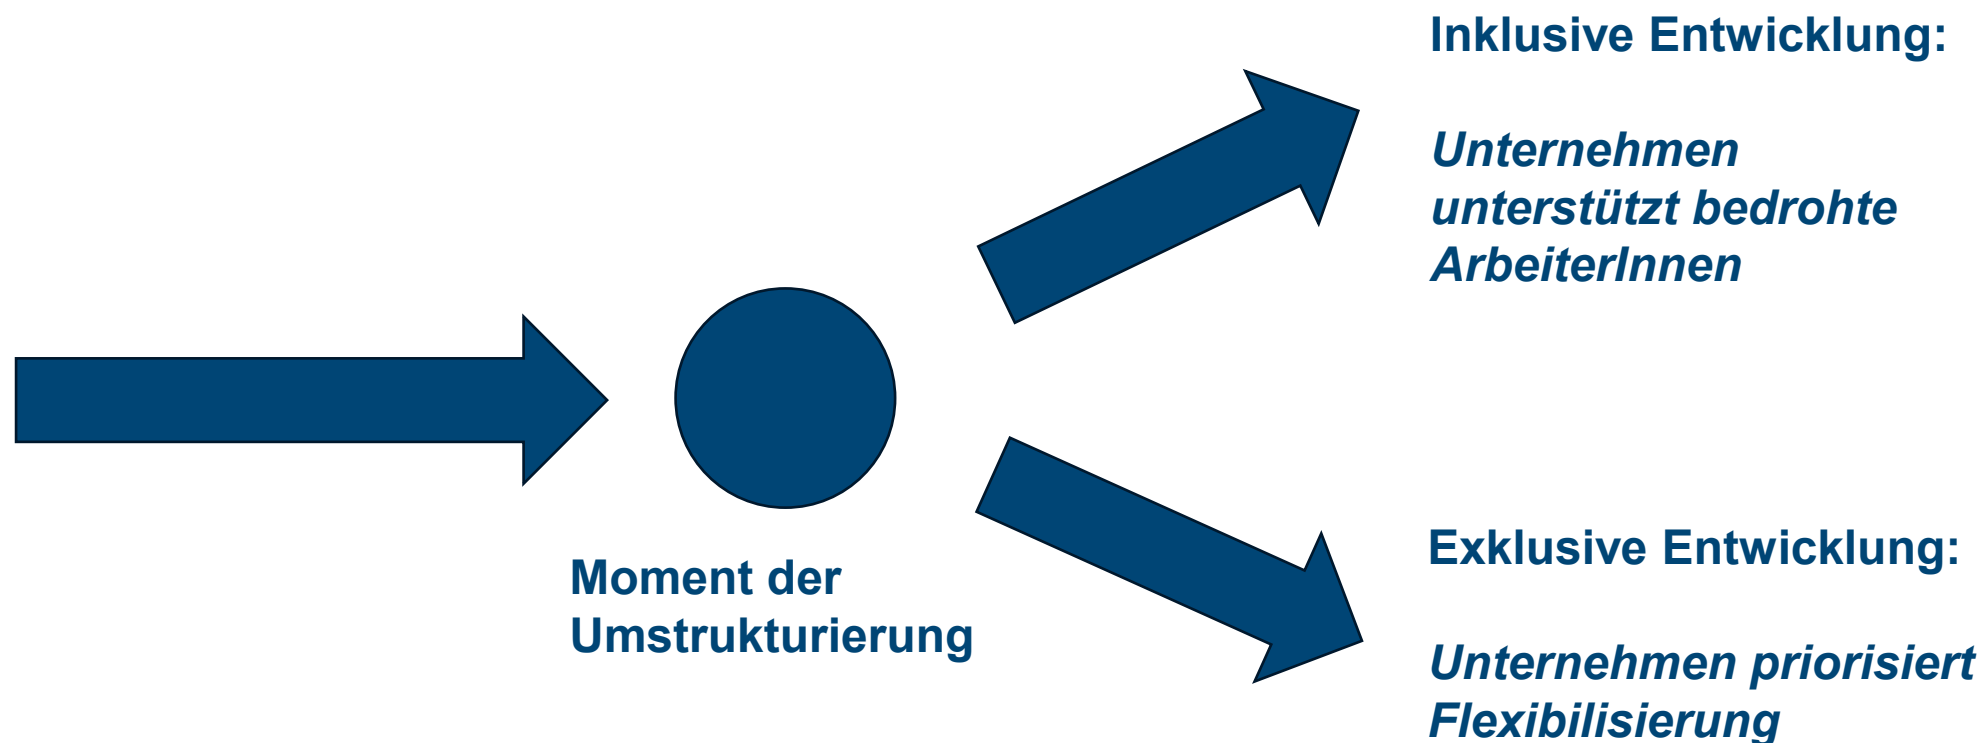 Inklusive Entwicklung:
Unternehmen
unterstützt bedrohte
ArbeiterInnen
Moment der
Umstrukturierung
Exklusive Entwicklung:
Unternehmen priorisiert
Flexibilisierung